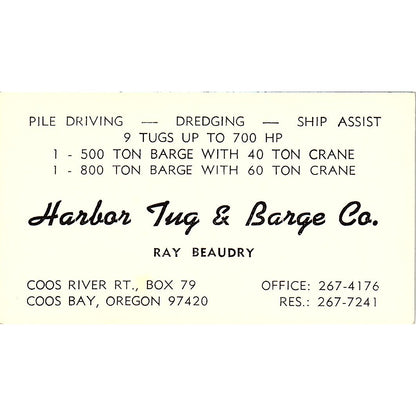 PILE DRIVING — DREDGING — SHIP ASSIST
9 TUGS UP TO 700 HP
1 - 500 TON BARGE WITH 40 TON CRANE
1 - 800 TON BARGE WITH 60 TON CRANE
Harbor Tug & Barge Co.
RAY BEAUDRY
COOS RIVER RT., BOX 79 OFFICE: 267-4176
COOS BAY, OREGON 97420 RES.: 267-7241